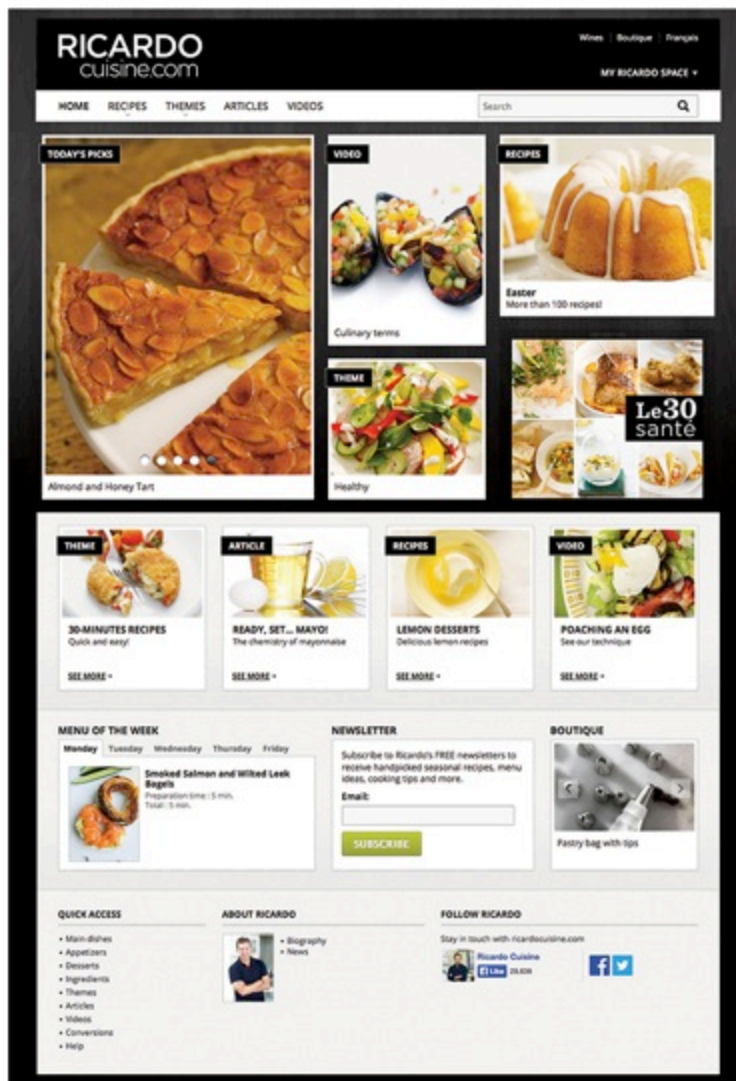 RICARDO
cuisine.com
Wines
Boutique
Français
MY RICARDO SPACE
HOME
RECIPES
THEMES
ARTICLES
VIDEOS
Search
TODAY'S PICKS
Almond and Honey Tart
VIDEO
Culinary terms
RECIPES
Easter
More than 100 recipes!
THEME
Healthy
Le30
santé
THEME
30-MINUTES RECIPES
Quick and easy!
SEE MORE
ARTICLE
READY, SET... MAYO!
The chemistry of mayonnaise
SEE MORE
RECIPES
LEMON DESSERTS
Delicious lemon recipes
SEE MORE
VIDEO
POACHING AN EGG
See our technique
SEE MORE
MENU OF THE WEEK
Monday Tuesday Wednesday Thursday Friday
Smoked Salmon and Wilted Leek
Bagels
Preparation time : 5 min.
Total : 5 min.
NEWSLETTER
Subscribe to Ricardo's FREE newsletters to
receive handpicked seasonal recipes, menu
ideas, cooking tips and more.
Email:
SUBSCRIBE
BOUTIQUE
Pastry bag with tips
QUICK ACCESS
• Main dishes
• Appetizers
• Desserts
• Ingredients
• Themes
• Articles
• Videos
• Conversions
• Help
ABOUT RICARDO
• Biography
• News
FOLLOW RICARDO
Stay in touch with ricardocuisine.com
Ricardo Cuisine
Like